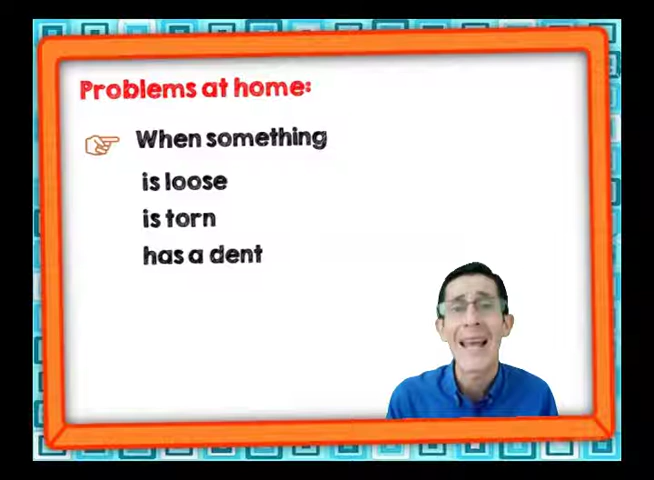 Problems at home:
When something
is loose
is torn
has a dent